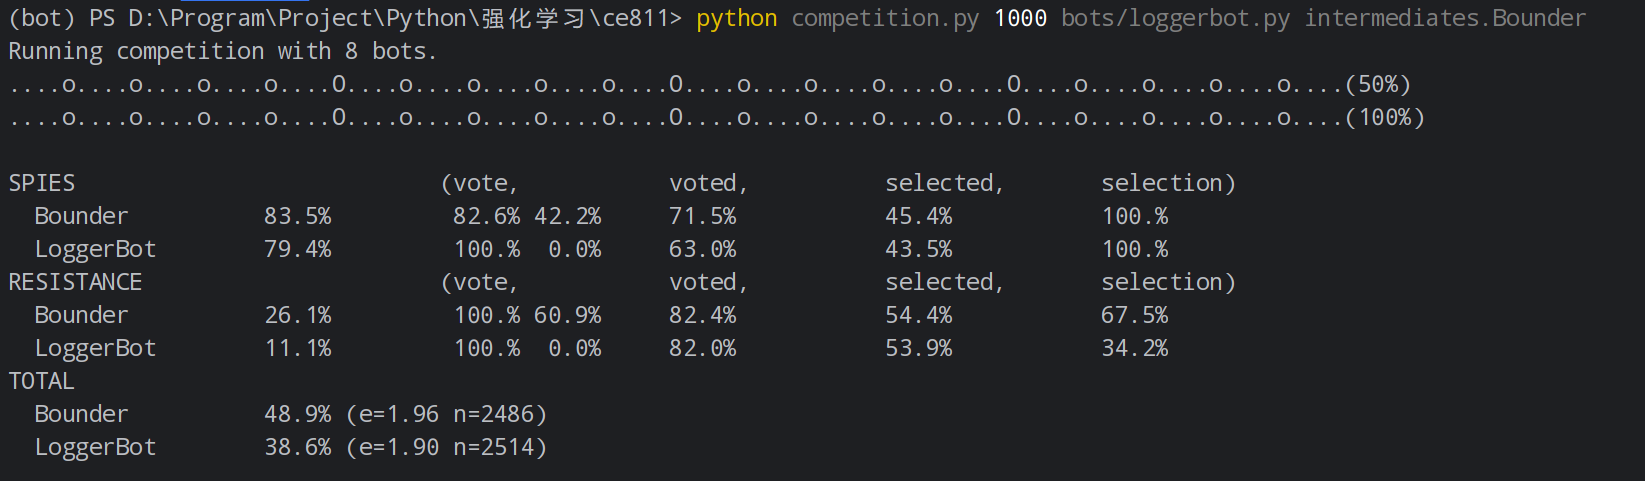 (bot) PS D:\Program\Project\Python\强化学习\ce811> python competition.py 1000 bots/loggerbot.py intermediates.Bounder
Running competition with 8 bots.
....o....o....o....o....O....o....o....o....o....O....o....o....o....o....O....o....o....o....o....(50%)
....o....o....o....o....O....o....o....o....o....O....o....o....o....o....O....o....o....o....o....(100%)
SPIES (vote, voted, selected, selection)
Bounder 83.5% 82.6% 42.2% 71.5% 45.4% 100.%
LoggerBot 79.4% 100.% 0.0% 63.0% 43.5% 100.%
RESISTANCE (vote, voted, selected, selection)
Bounder 26.1% 100.% 60.9% 82.4% 54.4% 67.5%
LoggerBot 11.1% 100.% 0.0% 82.0% 53.9% 34.2%
TOTAL
Bounder 48.9% (e=1.96 n=2486)
LoggerBot 38.6% (e=1.90 n=2514)